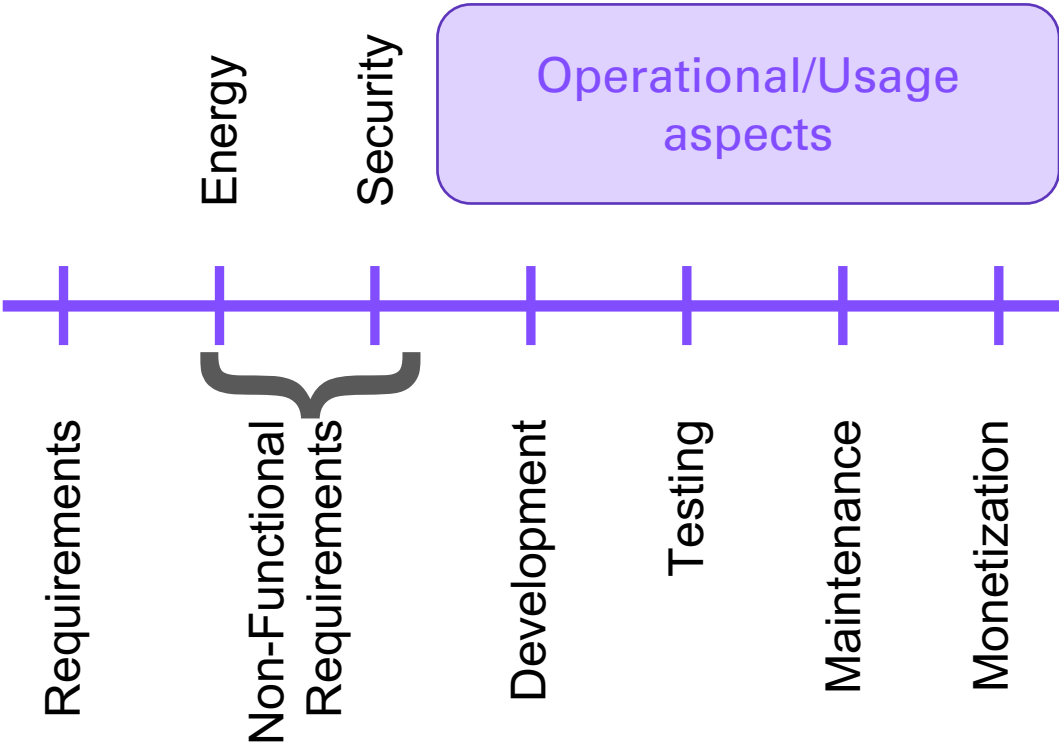 Energy
Security
Operational/Usage
aspects
Requirements
Non-Functional
Requirements
Development
Testing
Maintenance
Monetization